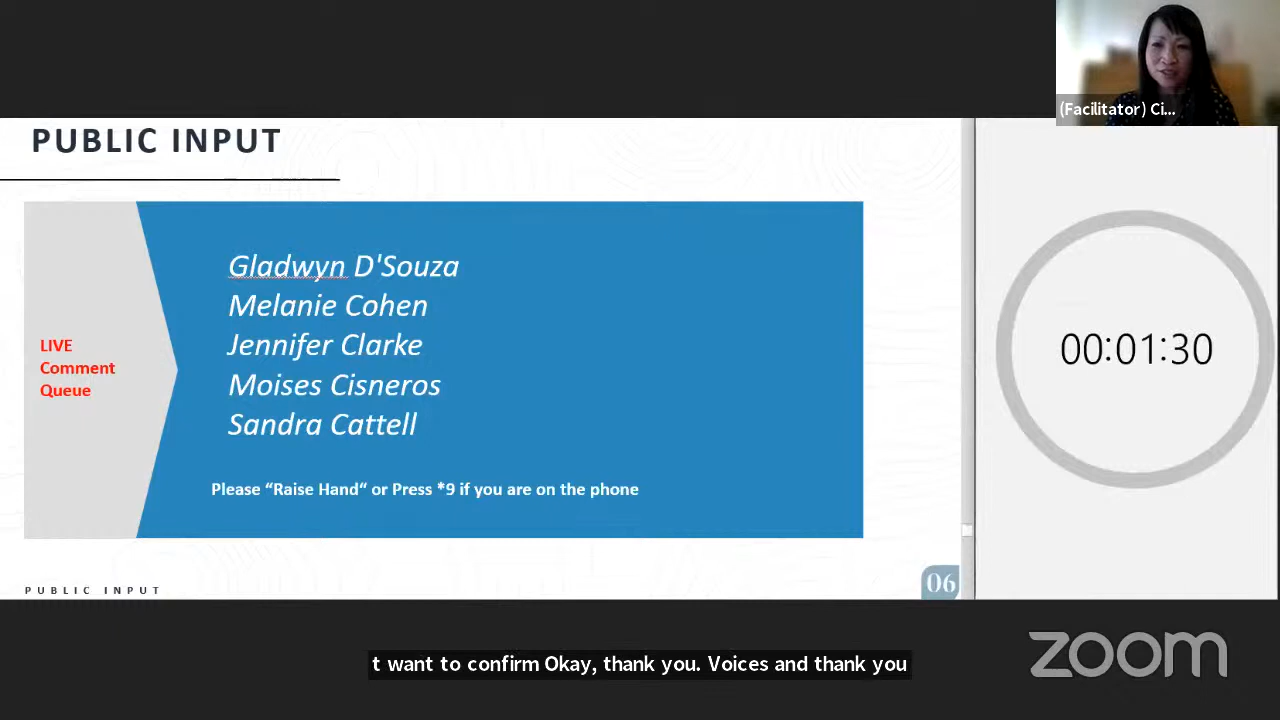 (Facilitator) Ci...
PUBLIC INPUT
Gladwyn D'Souza
Melanie Cohen
Jennifer Clarke
Moises Cisneros
Sandra Cattell
LIVE
Comment
Queue
Please “Raise Hand“ or Press *9 if you are on the phone
00:01:30
PUBLIC INPUT
06
t want to confirm Okay, thank you. Voices and thank you
zoom